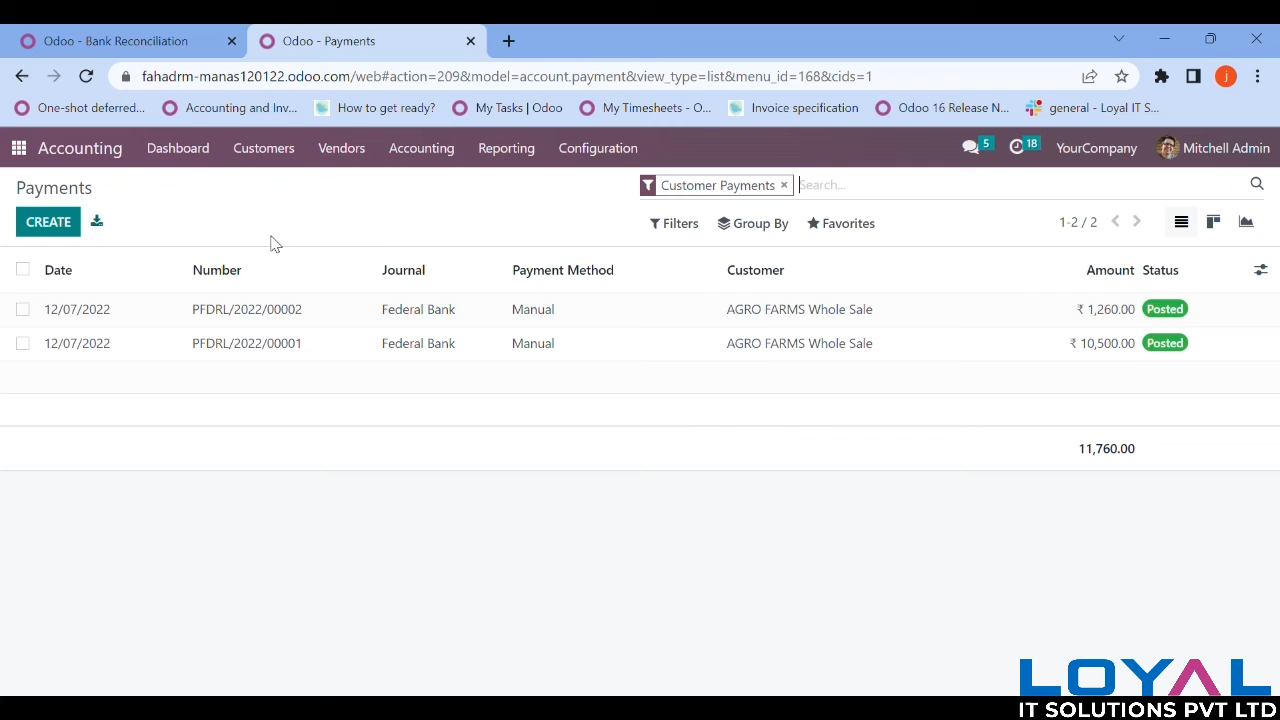 Odoo - Bank Reconciliation
Odoo - Payments
fahadrm-manas120122.odoo.com/web#action=209&model=account.payment&view_type=list&menu_id=168&cids=1
j
One-shot deferred...
Accounting and Inv...
How to get ready?
My Tasks | Odoo
My Timesheets - O...
Invoice specification
Odoo 16 Release N...
general - Loyal IT S...
Accounting
Dashboard
Customers
Vendors
Accounting
Reporting
Configuration
5
18
YourCompany
Mitchell Admin
Payments
Customer Payments ×
Search...
CREATE
Filters
Group By
Favorites
1-2 / 2
Date Number Journal Payment Method Customer Amount Status
12/07/2022 PFDRL/2022/00002 Federal Bank Manual AGRO FARMS Whole Sale ₹ 1,260.00 Posted
12/07/2022 PFDRL/2022/00001 Federal Bank Manual AGRO FARMS Whole Sale ₹ 10,500.00 Posted
11,760.00
LOYAL
IT SOLUTIONS PVT LTD